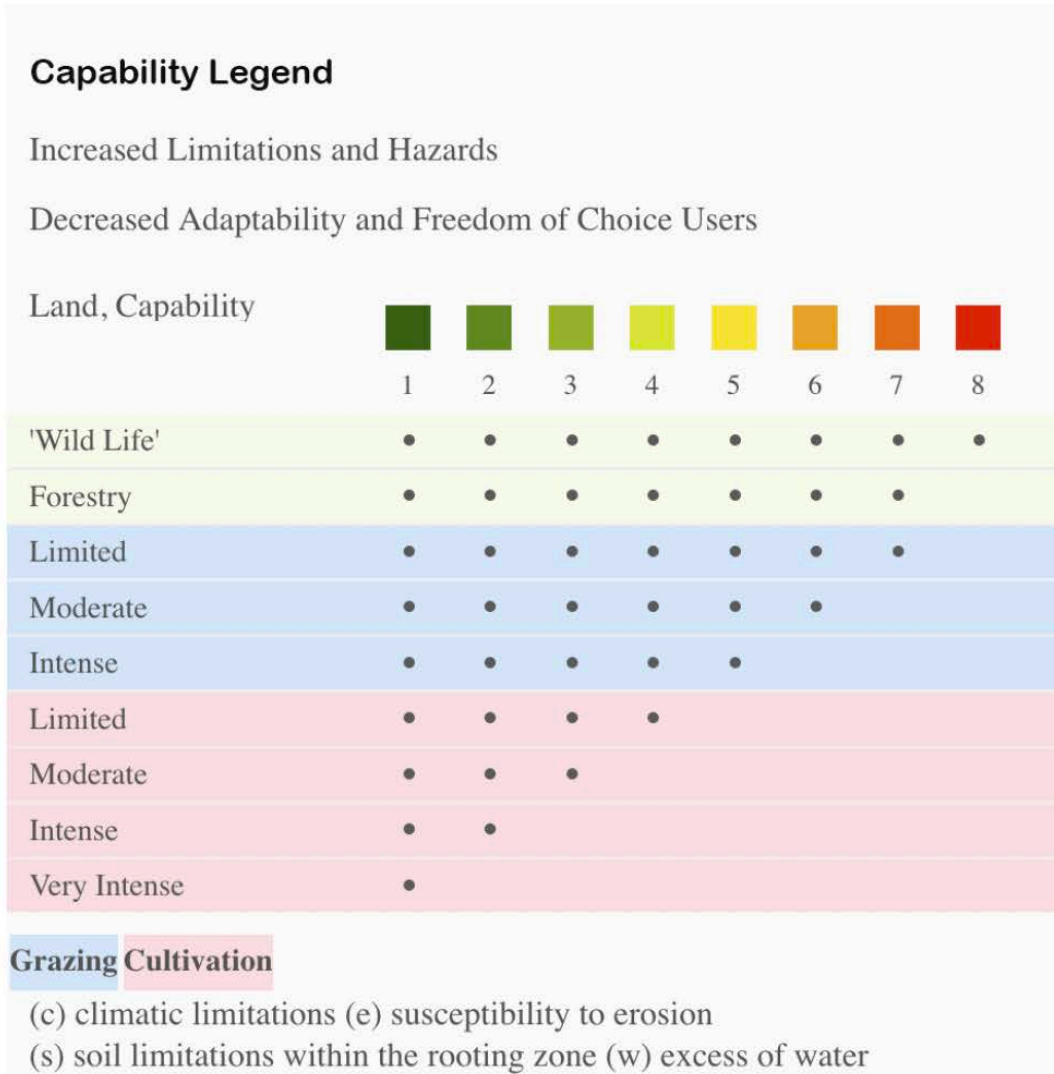 Capability Legend
Increased Limitations and Hazards
Decreased Adaptability and Freedom of Choice Users
Land, Capability
1 2 3 4 5 6 7 8
'Wild Life'
Forestry
Limited
Moderate
Intense
Limited
Moderate
Intense
Very Intense
Grazing Cultivation
(c) climatic limitations (e) susceptibility to erosion
(s) soil limitations within the rooting zone (w) excess of water